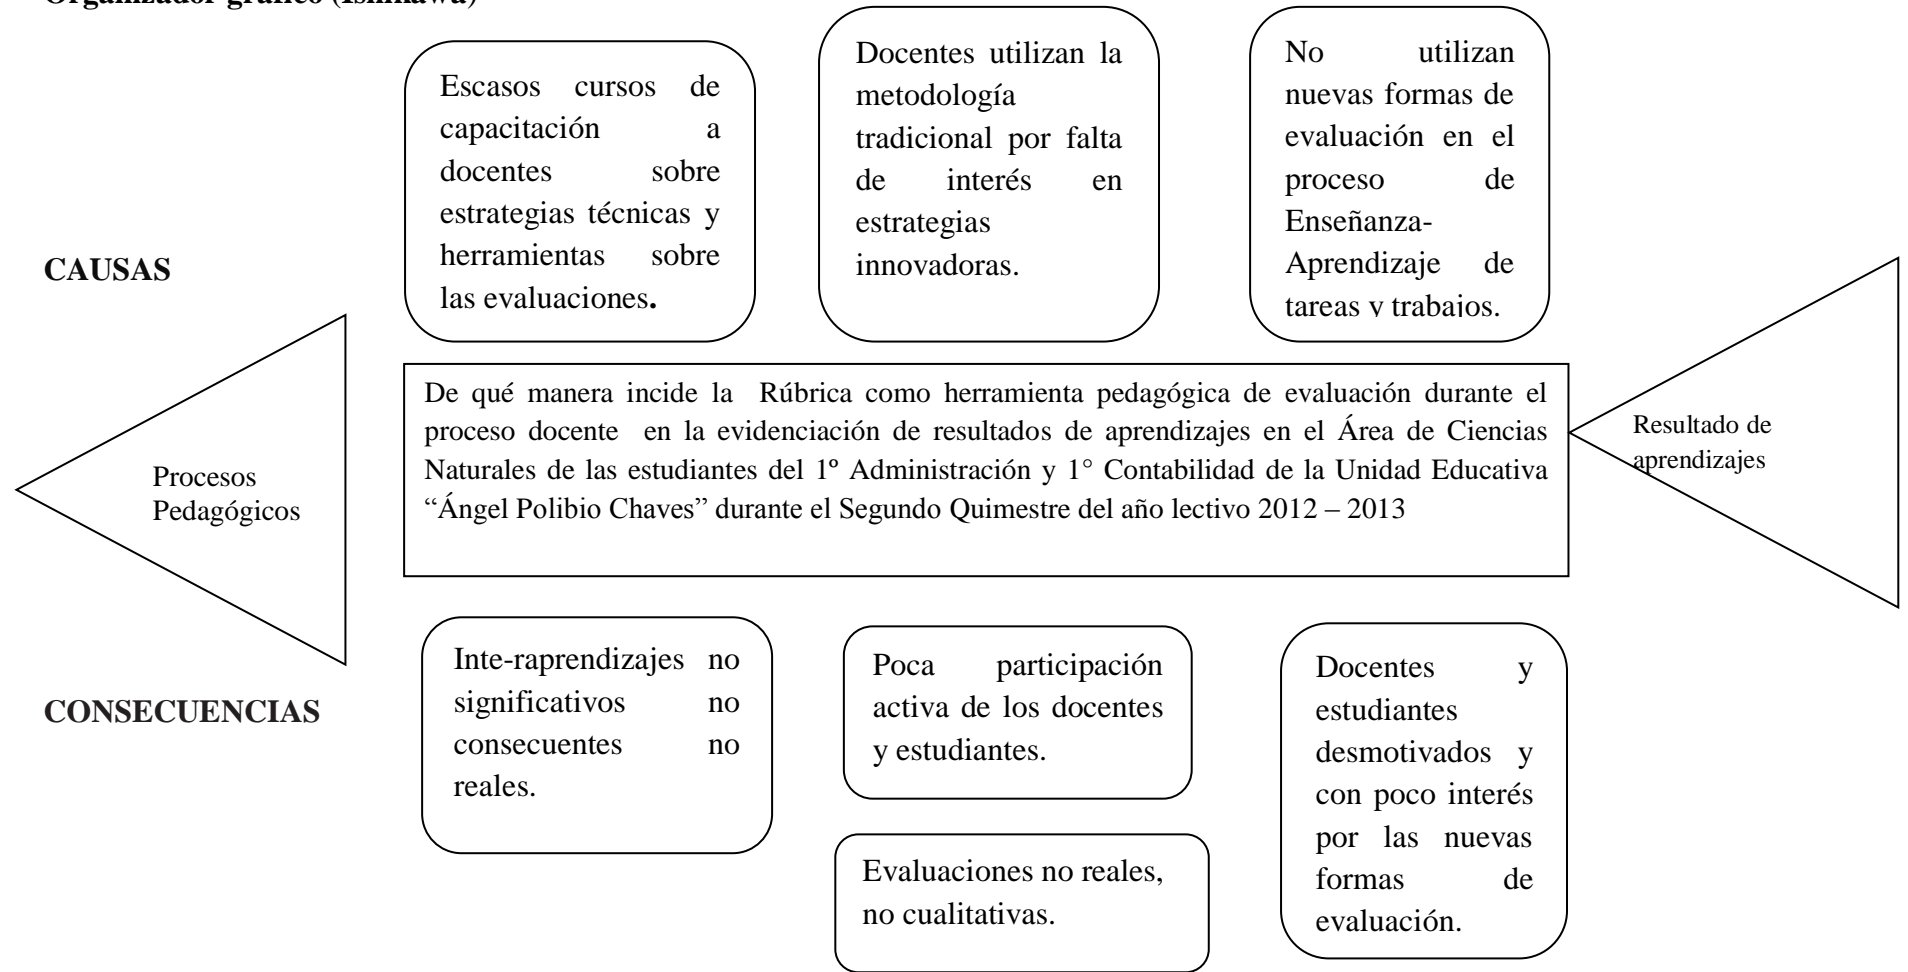 Organizador gráfico (Ishikawa)
Escasos cursos de
capacitación a
docentes sobre
estrategias técnicas y
herramientas sobre
las evaluaciones.
Docentes utilizan la
metodología
tradicional por falta
de interés en
estrategias
innovadoras.
No utilizan
nuevas formas de
evaluación en el
proceso de
Enseñanza-
Aprendizaje de
tareas y trabajos.
CAUSAS
Procesos
Pedagógicos
De qué manera incide la Rúbrica como herramienta pedagógica de evaluación durante el
proceso docente en la evidenciación de resultados de aprendizajes en el Área de Ciencias
Naturales de las estudiantes del 1º Administración y 1° Contabilidad de la Unidad Educativa
“Ángel Polibio Chaves” durante el Segundo Quimestre del año lectivo 2012 – 2013
Resultado de
aprendizajes
CONSECUENCIAS
Inte-raprendizajes no
significativos no
consecuentes no
reales.
Poca participación
activa de los docentes
y estudiantes.
Evaluaciones no reales,
no cualitativas.
Docentes y
estudiantes
desmotivados y
con poco interés
por las nuevas
formas de
evaluación.